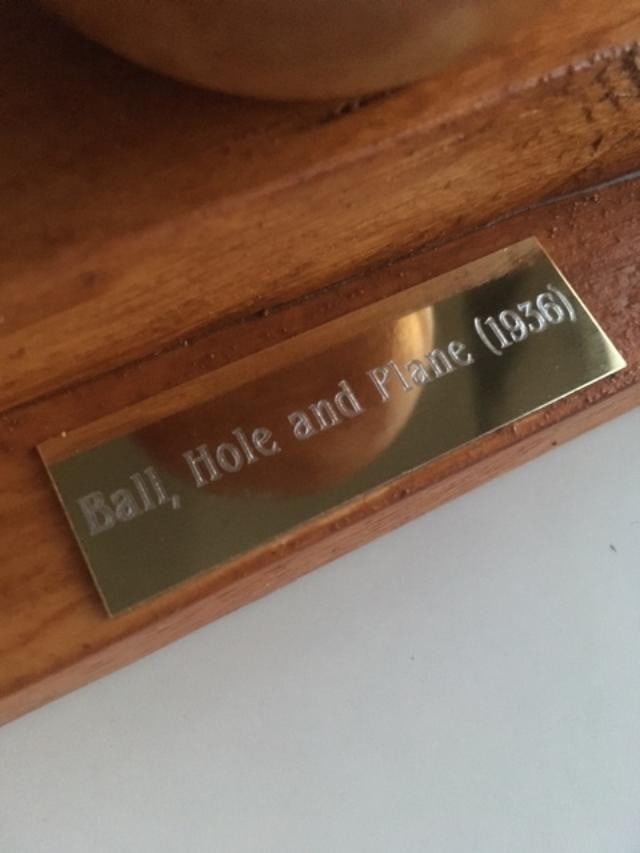 Ball, Hole and Plane (1936)